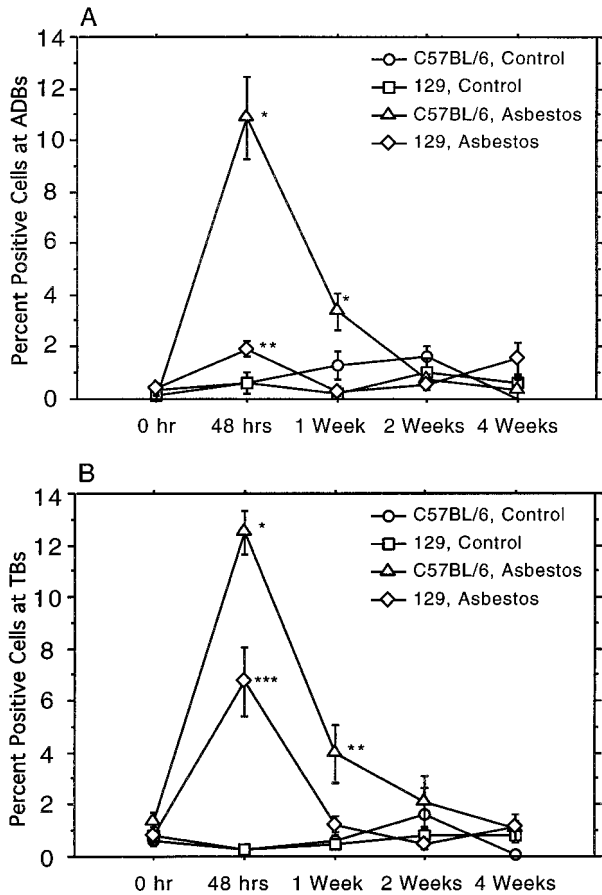 A
Percent Positive Cells at ADBs
14
12
10
8
6
4
2
0
C57BL/6, Control
129, Control
C57BL/6, Asbestos
129, Asbestos
*
*
**
0 hr 48 hrs 1 Week 2 Weeks 4 Weeks
B
Percent Positive Cells at TBs
14
12
10
8
6
4
2
0
C57BL/6, Control
129, Control
C57BL/6, Asbestos
129, Asbestos
*
***
**
0 hr 48 hrs 1 Week 2 Weeks 4 Weeks